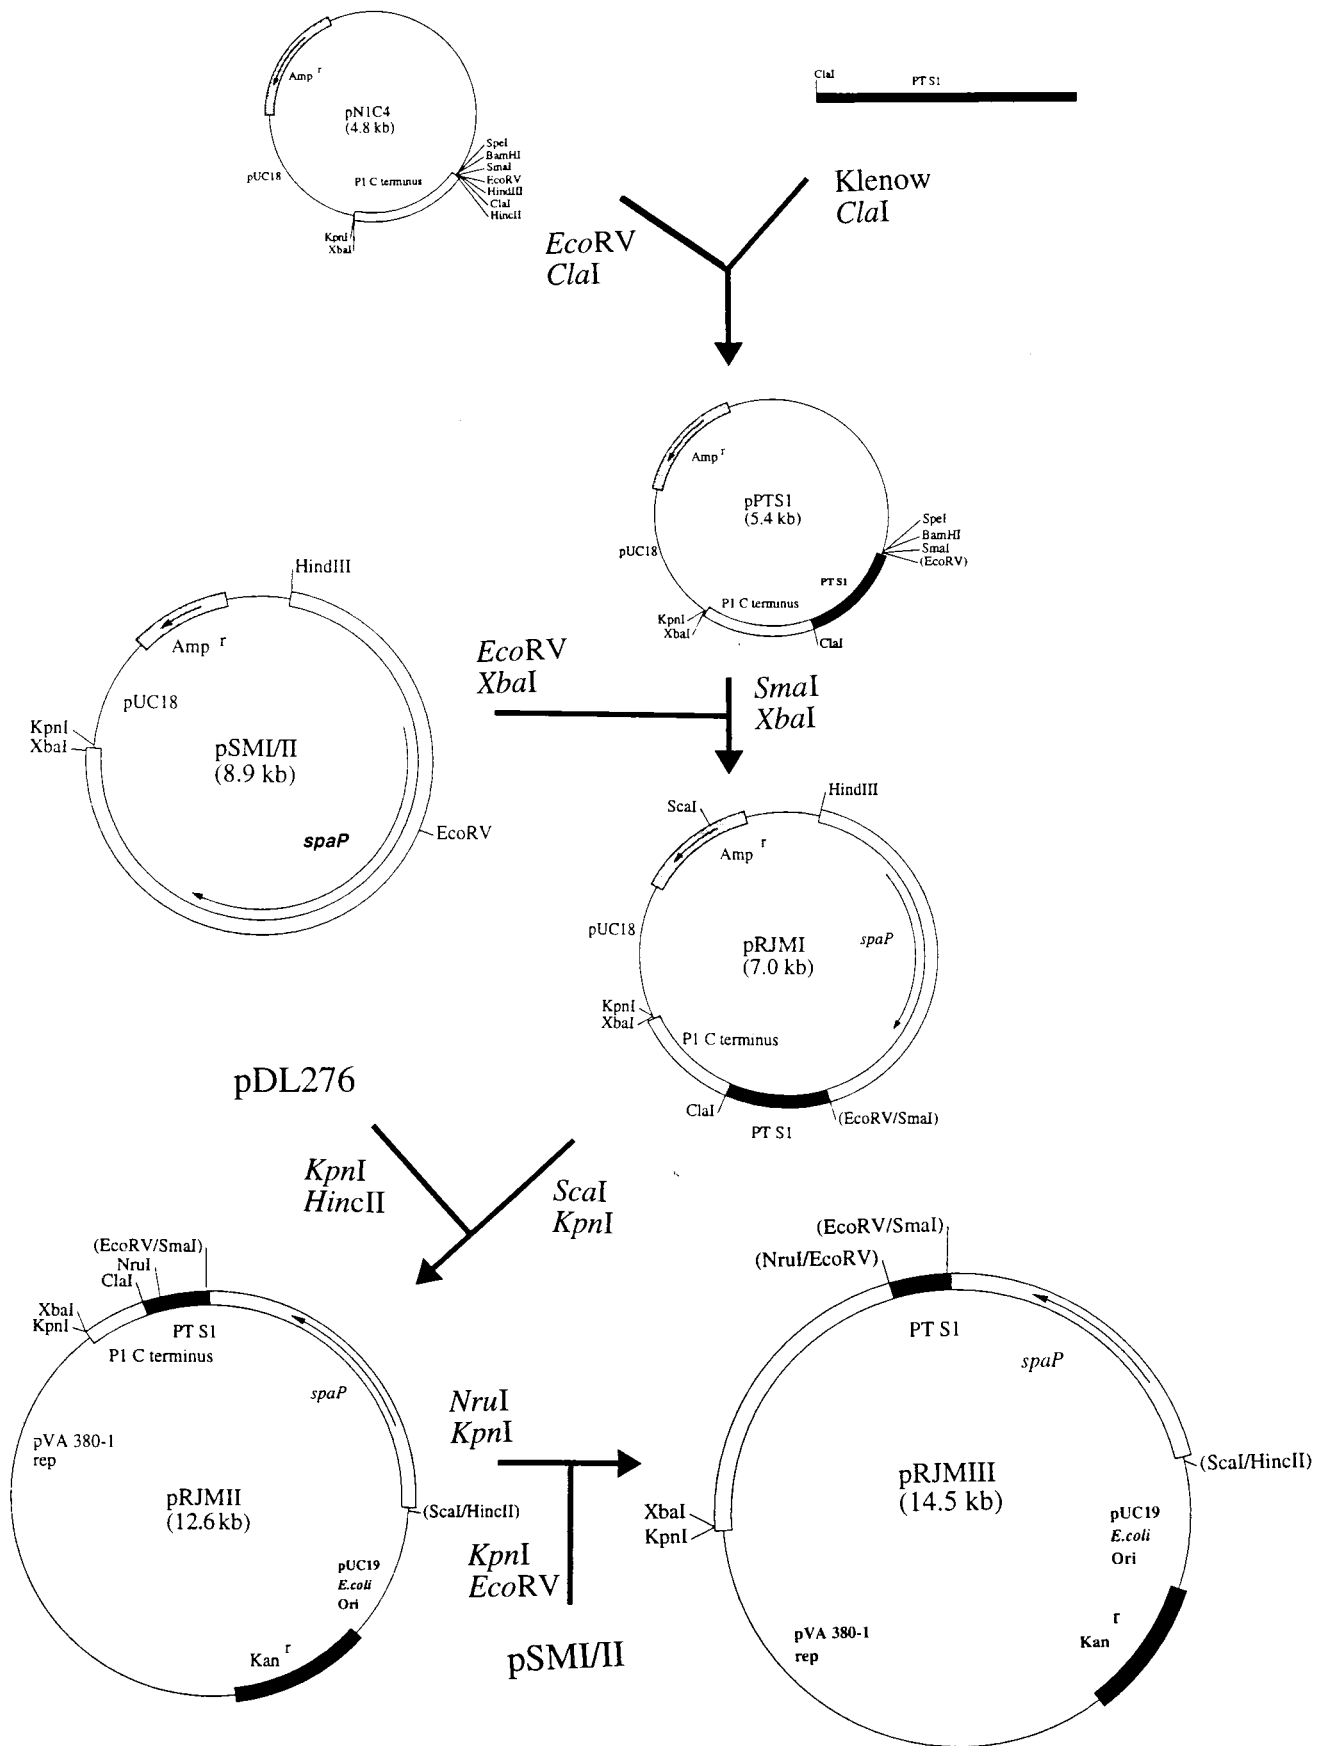 Amp r
pN1C4
(4.8 kb)
pUC18
P1 C terminus
SpeI
BamHI
SmaI
EcoRV
HindIII
ClaI
HincII
KpnI
XbaI
ClaI
PT S1
EcoRV
ClaI
Klenow
ClaI
Amp r
pPTS1
(5.4 kb)
pUC18
SpeI
BamHI
SmaI
(EcoRV)
PT S1
P1 C terminus
KpnI
XbaI
ClaI
HindIII
Amp r
pUC18
KpnI
XbaI
pSMI/II
(8.9 kb)
spaP
EcoRV
EcoRV
XbaI
SmaI
XbaI
ScaI
HindIII
Amp r
pUC18
pRJMI
(7.0 kb)
spaP
KpnI
XbaI
P1 C terminus
ClaI
PT S1
(EcoRV/SmaI)
pDL276
KpnI
HincII
ScaI
KpnI
(EcoRV/SmaI)
NruI
ClaI
XbaI
KpnI
PT S1
P1 C terminus
spaP
pVA 380-1
rep
pRJMII
(12.6 kb)
(ScaI/HincII)
pUC19
E.coli
Ori
Kan r
NruI
KpnI
KpnI
EcoRV
pSMI/II
(EcoRV/SmaI)
(NruI/EcoRV)
PT S1
spaP
pRJMIII
(14.5 kb)
(ScaI/HincII)
XbaI
KpnI
pUC19
E.coli
Ori
pVA 380-1
rep
Kan r